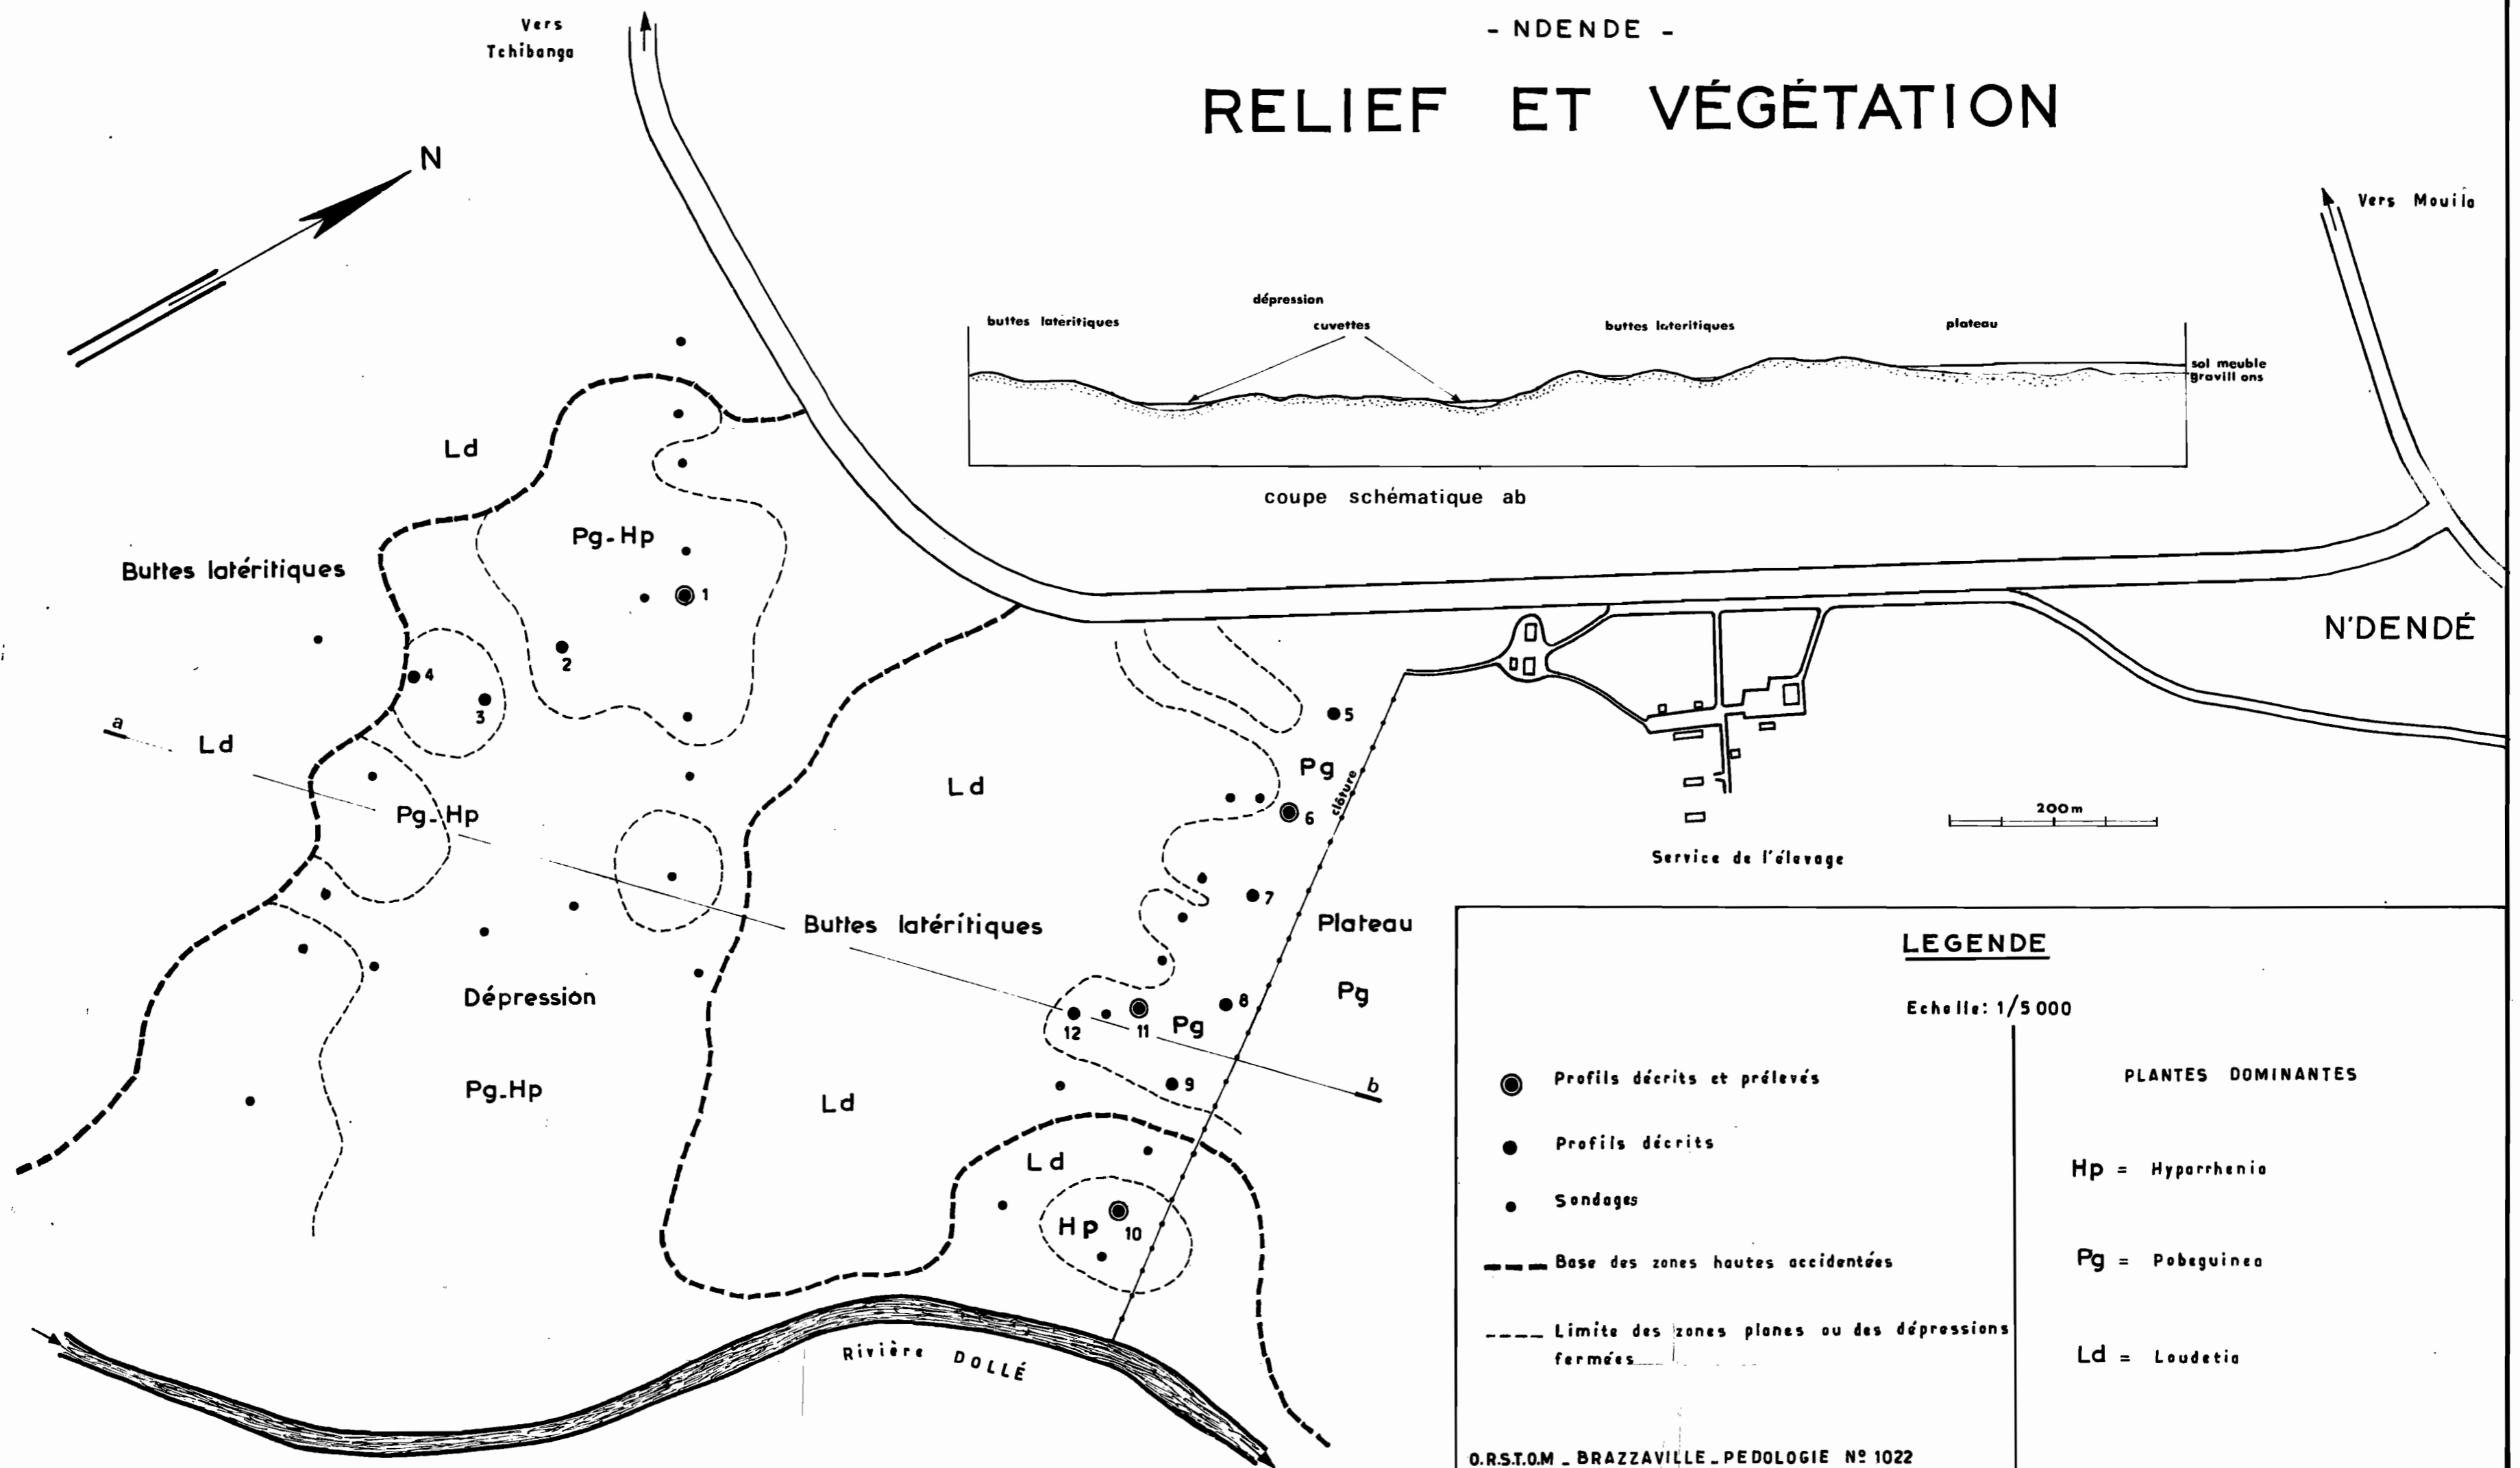 - NDENDE -
RELIEF ET VÉGÉTATION
Vers
Tchibanga
N
Vers Mouila
dépression
buttes lateritiques
cuvettes
buttes lateritiques
plateau
sol meuble
gravill ons
coupe schématique ab
Ld
Pg-Hp
Buttes latéritiques
1
2
4
3
N'DENDÉ
a
Ld
5
Pg
clôture
6
Ld
Pg-Hp
200m
Service de l'élevage
7
Buttes latéritiques
Plateau
Dépression
Pg
8
12
11
Pg
9
b
Pg-Hp
Ld
Ld
Hp
10
Rivière DOLLÉ
LEGENDE
Echelle: 1/5 000
Profils décrits et prélevés
Profils décrits
Sondages
Base des zones hautes accidentées
Limite des zones planes ou des dépressions
fermées
PLANTES DOMINANTES
Hp = Hyparrhenia
Pg = Pobeguinea
Ld = Loudetia
O.R.S.T.O.M _ BRAZZAVILLE _ PEDOLOGIE Nº 1022